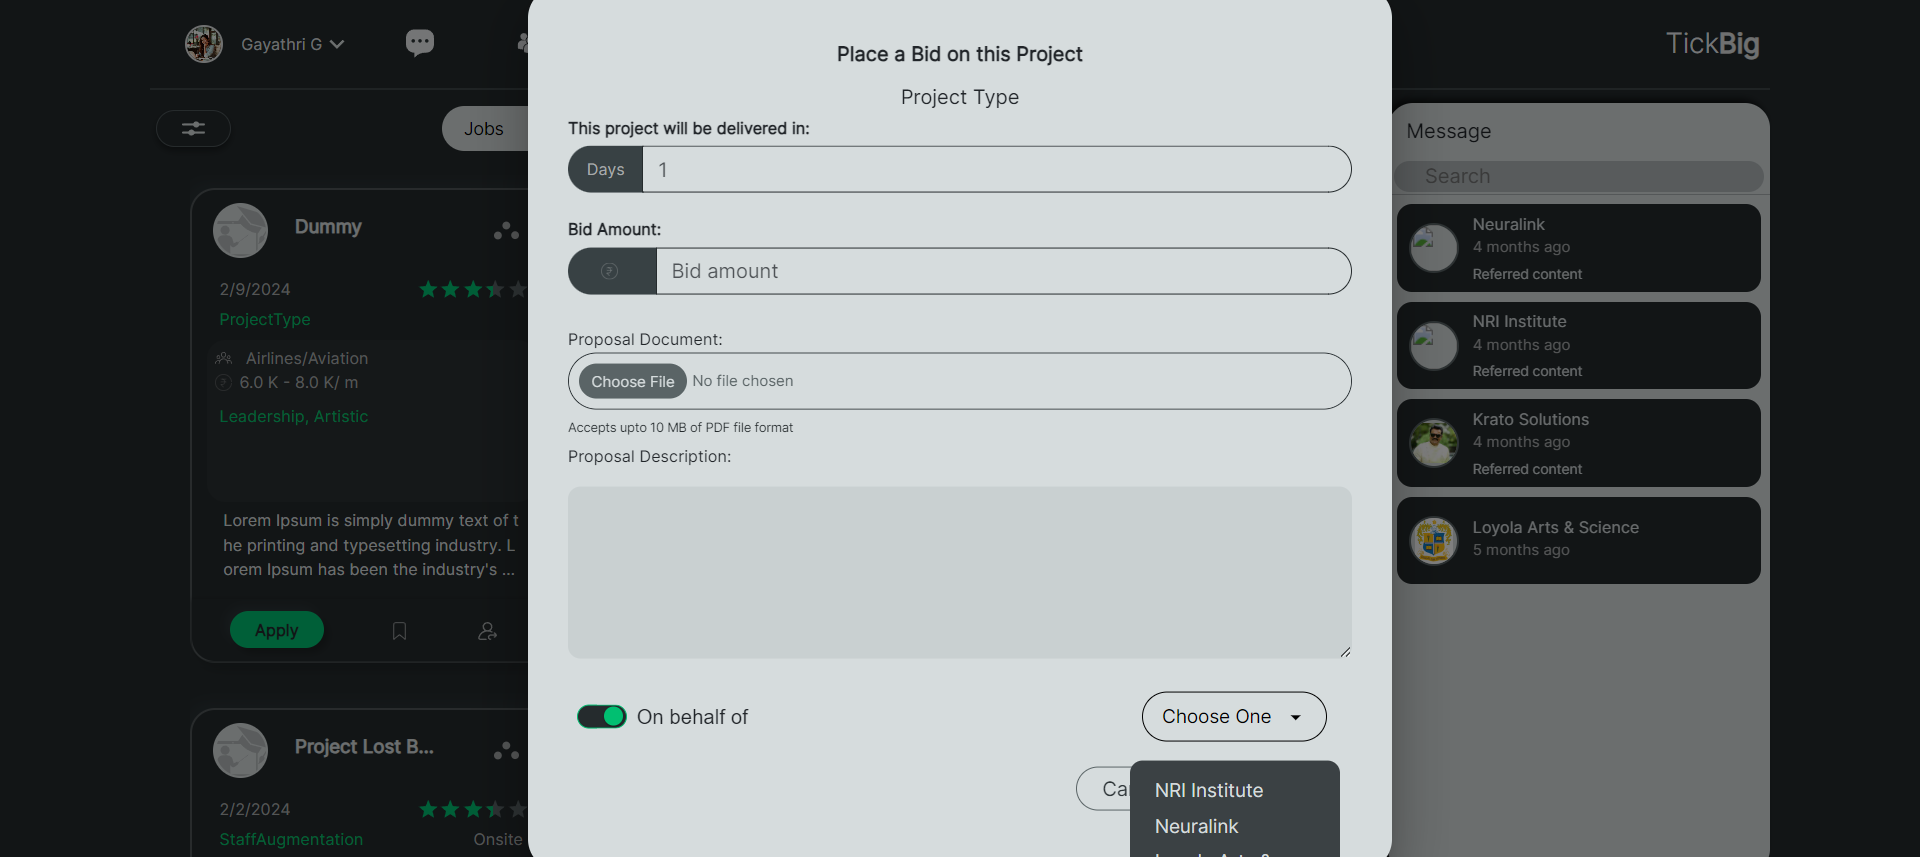 Gayathri G
TickBig
Jobs
Dummy
2/9/2024
ProjectType
Airlines/Aviation
6.0 K - 8.0 K/ m
Leadership, Artistic
Lorem Ipsum is simply dummy text of t
he printing and typesetting industry. L
orem Ipsum has been the industry's ...
Apply
Project Lost B...
2/2/2024
StaffAugmentation
Onsite
Place a Bid on this Project
Project Type
This project will be delivered in:
Days
1
Bid Amount:
₹
Bid amount
Proposal Document:
Choose File No file chosen
Accepts upto 10 MB of PDF file format
Proposal Description:
On behalf of
Choose One
Ca
NRI Institute
Neuralink
Message
Search
Neuralink
4 months ago
Referred content
NRI Institute
4 months ago
Referred content
Krato Solutions
4 months ago
Referred content
Loyola Arts & Science
5 months ago